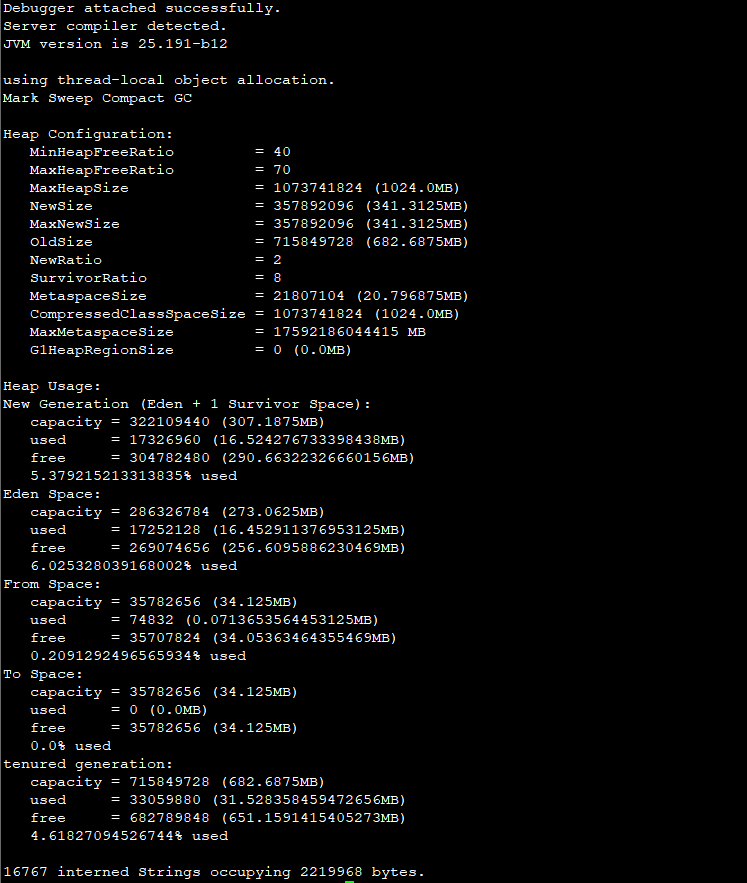 Debugger attached successfully.
Server compiler detected.
JVM version is 25.191-b12
using thread-local object allocation.
Mark Sweep Compact GC
Heap Configuration:
MinHeapFreeRatio = 40
MaxHeapFreeRatio = 70
MaxHeapSize = 1073741824 (1024.0MB)
NewSize = 357892096 (341.3125MB)
MaxNewSize = 357892096 (341.3125MB)
OldSize = 715849728 (682.6875MB)
NewRatio = 2
SurvivorRatio = 8
MetaspaceSize = 21807104 (20.796875MB)
CompressedClassSpaceSize = 1073741824 (1024.0MB)
MaxMetaspaceSize = 17592186044415 MB
G1HeapRegionSize = 0 (0.0MB)
Heap Usage:
New Generation (Eden + 1 Survivor Space):
capacity = 322109440 (307.1875MB)
used = 17326960 (16.524276733398438MB)
free = 304782480 (290.66322326660156MB)
5.379215213313835% used
Eden Space:
capacity = 286326784 (273.0625MB)
used = 17252128 (16.452911376953125MB)
free = 269074656 (256.6095886230469MB)
6.025328039168002% used
From Space:
capacity = 35782656 (34.125MB)
used = 74832 (0.0713653564453125MB)
free = 35707824 (34.05363464355469MB)
0.2091292496565934% used
To Space:
capacity = 35782656 (34.125MB)
used = 0 (0.0MB)
free = 35782656 (34.125MB)
0.0% used
tenured generation:
capacity = 715849728 (682.6875MB)
used = 33059880 (31.528358459472656MB)
free = 682789848 (651.1591415405273MB)
4.61827094526744% used
16767 interned Strings occupying 2219968 bytes.